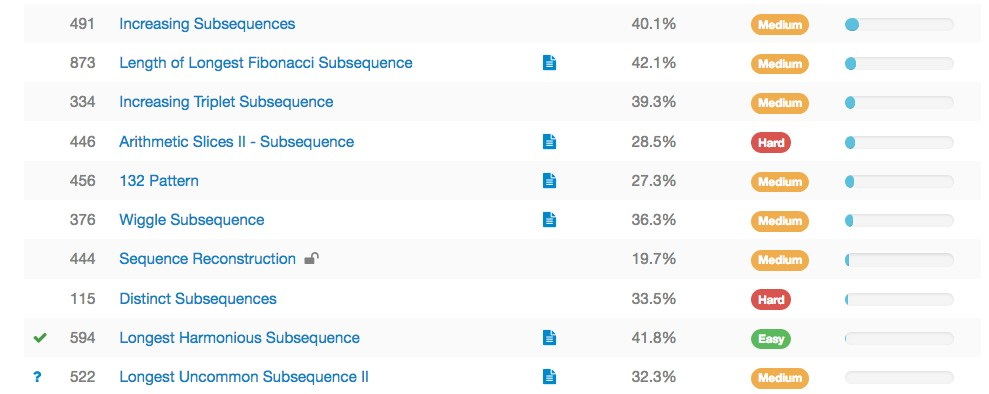 491 Increasing Subsequences 40.1% Medium
873 Length of Longest Fibonacci Subsequence 42.1% Medium
334 Increasing Triplet Subsequence 39.3% Medium
446 Arithmetic Slices II - Subsequence 28.5% Hard
456 132 Pattern 27.3% Medium
376 Wiggle Subsequence 36.3% Medium
444 Sequence Reconstruction 19.7% Medium
115 Distinct Subsequences 33.5% Hard
594 Longest Harmonious Subsequence 41.8% Easy
? 522 Longest Uncommon Subsequence II 32.3% Medium